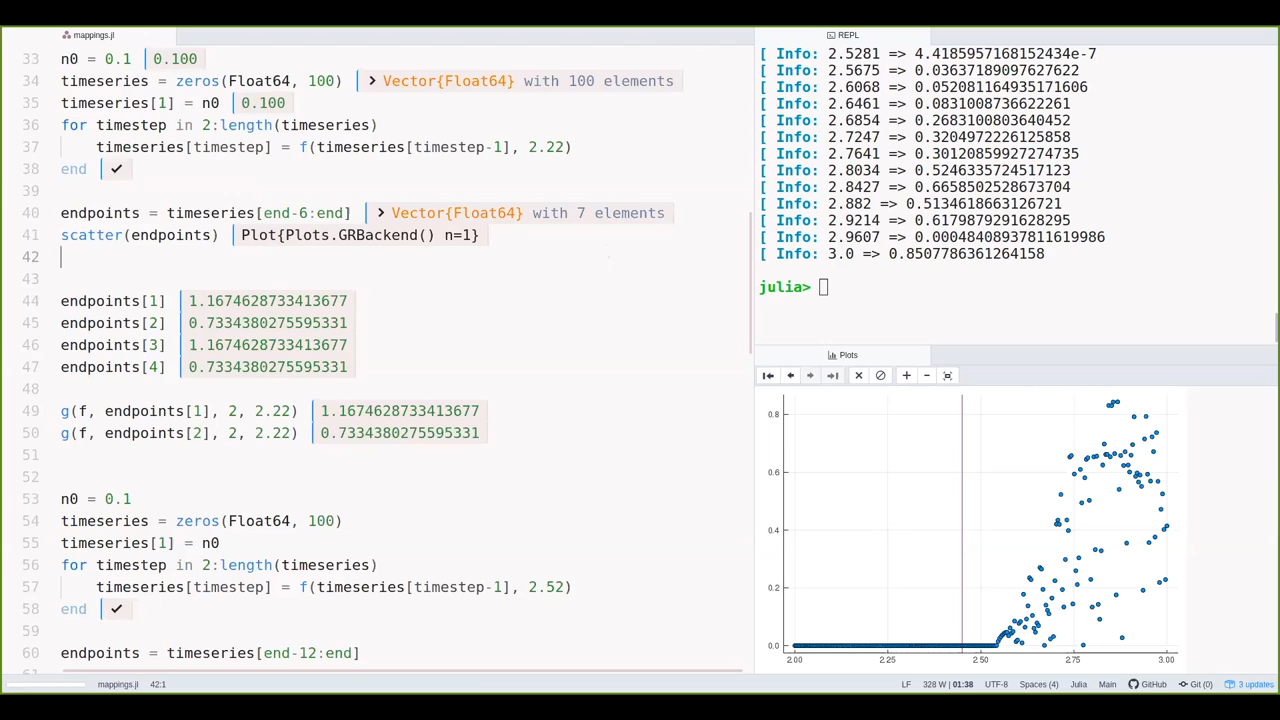 mappings.jl
33 n0 = 0.1 0.100
34 timeseries = zeros(Float64, 100) > Vector{Float64} with 100 elements
35 timeseries[1] = n0 0.100
36 for timestep in 2:length(timeseries)
37 timeseries[timestep] = f(timeseries[timestep-1], 2.22)
38 end ✓
39
40 endpoints = timeseries[end-6:end] > Vector{Float64} with 7 elements
41 scatter(endpoints) Plot{Plots.GRBackend() n=1}
42
43
44 endpoints[1] 1.1674628733413677
45 endpoints[2] 0.7334380275595331
46 endpoints[3] 1.1674628733413677
47 endpoints[4] 0.7334380275595331
48
49 g(f, endpoints[1], 2, 2.22) 1.1674628733413677
50 g(f, endpoints[2], 2, 2.22) 0.7334380275595331
51
52
53 n0 = 0.1
54 timeseries = zeros(Float64, 100)
55 timeseries[1] = n0
56 for timestep in 2:length(timeseries)
57 timeseries[timestep] = f(timeseries[timestep-1], 2.52)
58 end ✓
59
60 endpoints = timeseries[end-12:end]
REPL
[ Info: 2.5281 => 4.4185957168152434e-7
[ Info: 2.5675 => 0.03637189097627622
[ Info: 2.6068 => 0.052081164935171606
[ Info: 2.6461 => 0.0831008736622261
[ Info: 2.6854 => 0.2683100803640452
[ Info: 2.7247 => 0.3204972226125858
[ Info: 2.7641 => 0.30120859927274735
[ Info: 2.8034 => 0.5246335724517123
[ Info: 2.8427 => 0.6658502528673704
[ Info: 2.882 => 0.5134618663126721
[ Info: 2.9214 => 0.6179879291628295
[ Info: 2.9607 => 0.00048408937811619986
[ Info: 3.0 => 0.8507786361264158
julia>
Plots
0.8
0.6
0.4
0.2
0.0
2.00 2.25 2.50 2.75 3.00
mappings.jl 42:1 LF 328 W | 01:38 UTF-8 Spaces (4) Julia Main GitHub Git (0) 3 updates